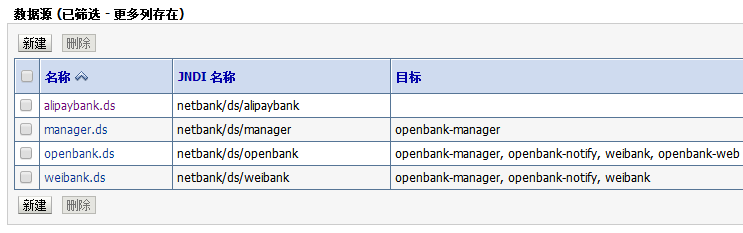 数据源 (已筛选 - 更多列存在)
新建 删除
名称 JNDI 名称 目标
alipaybank.ds netbank/ds/alipaybank
manager.ds netbank/ds/manager openbank-manager
openbank.ds netbank/ds/openbank openbank-manager, openbank-notify, weibank, openbank-web
weibank.ds netbank/ds/weibank openbank-manager, openbank-notify, weibank
新建 删除